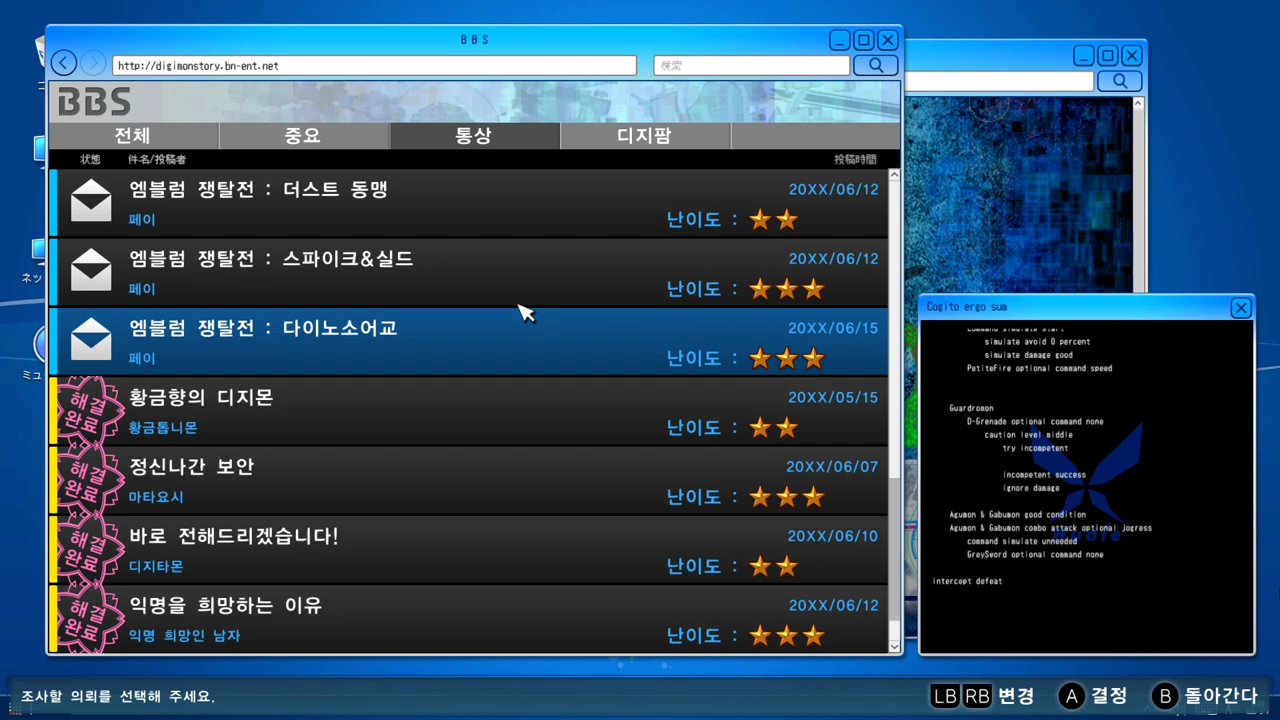 BBS
http://digimonstory.bn-ent.net
検索
BBS
전체
중요
통상
디지팜
状態
件名/投稿者
投稿時間
엠블럼 쟁탈전 : 더스트 동맹
20XX/06/12
페이
난이도 : ★★
엠블럼 쟁탈전 : 스파이크&실드
20XX/06/12
페이
난이도 : ★★★
엠블럼 쟁탈전 : 다이노소어교
20XX/06/15
페이
난이도 : ★★★
해결완료
황금향의 디지몬
20XX/05/15
황금톱니몬
난이도 : ★★
해결완료
정신나간 보안
20XX/06/07
마타요시
난이도 : ★★★
해결완료
바로 전해드리겠습니다!
20XX/06/10
디지타몬
난이도 : ★★
해결완료
익명을 희망하는 이유
20XX/06/12
익명 희망인 남자
난이도 : ★★★
ネッ
ミュ
Cogito ergo sum
Command simulate start
simulate avoid 0 percent
simulate damage good
PetiteFire optional command speed
Guardromon
D-Grenade optional command none
caution level middle
try incompetent
incompetent success
ignore damage
Agumon & Gabumon good condition
Agumon & Gabumon combo attack optional jogress
command simulate unneeded
GreySword optional command none
intercept defeat
조사할 의뢰를 선택해 주세요.
LB RB 변경
A 결정
B 돌아간다